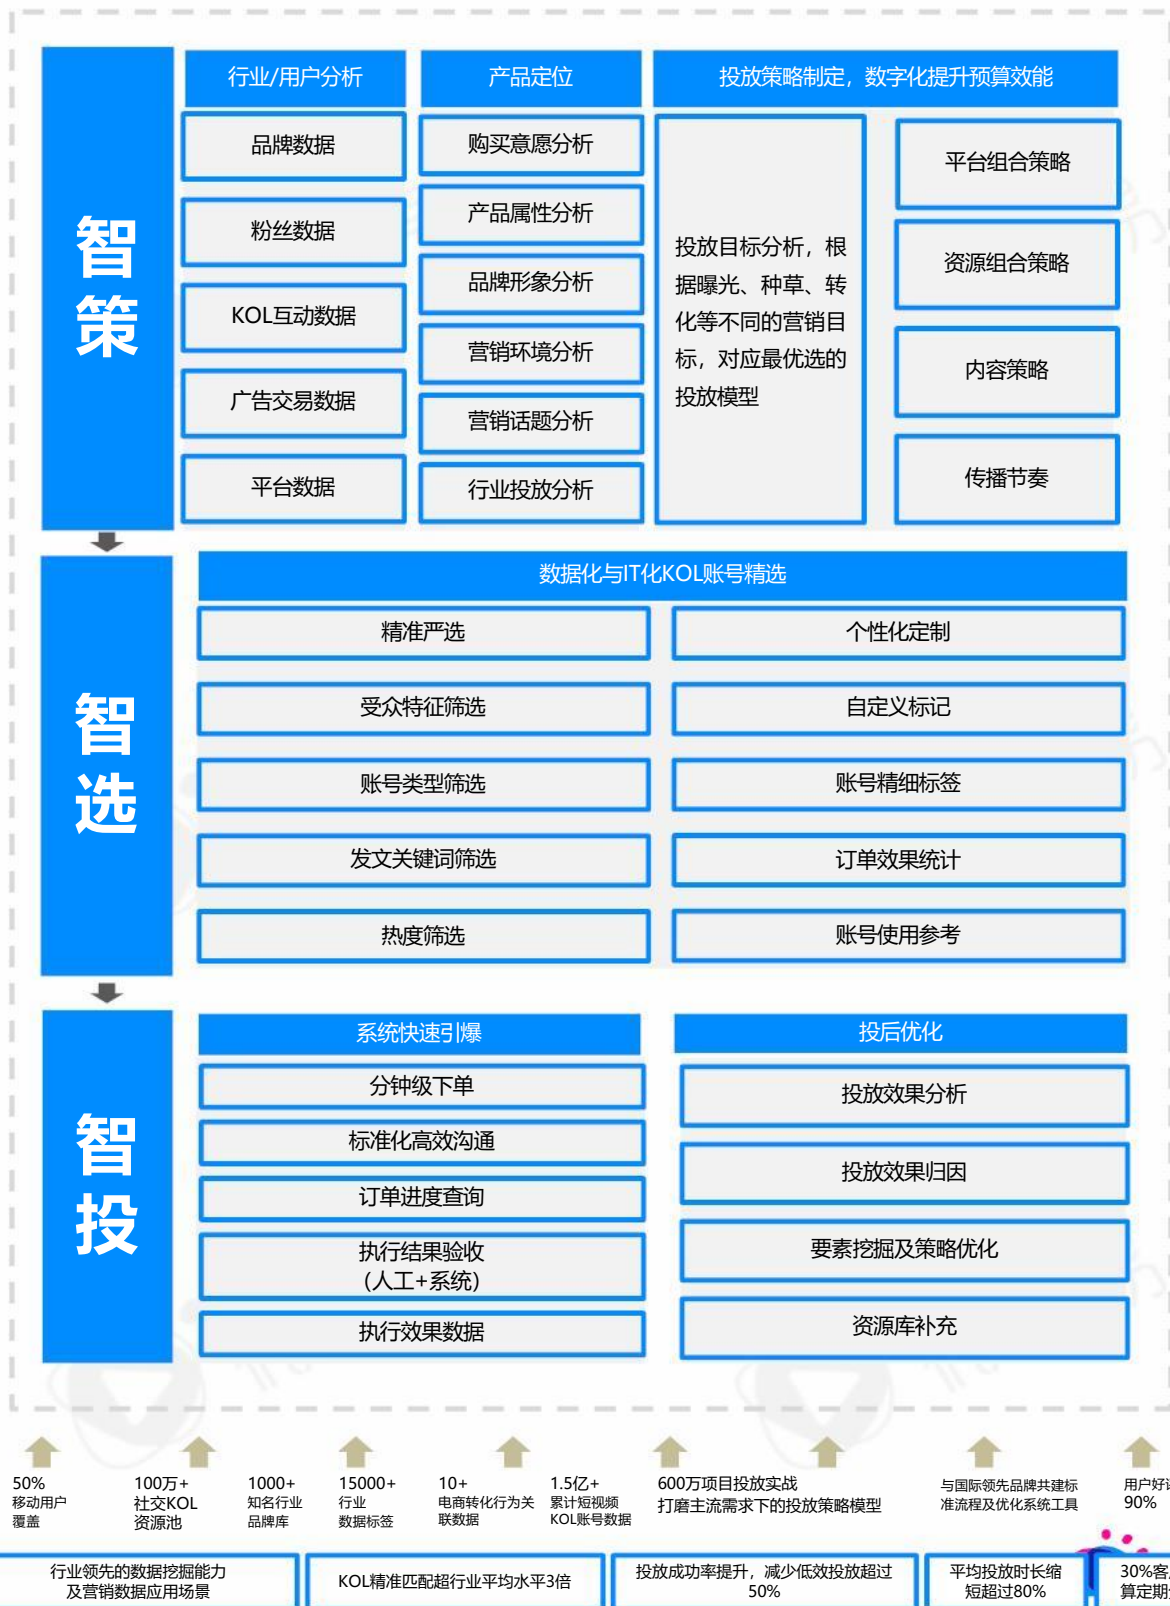 智
策
行业/用户分析
品牌数据
粉丝数据
KOL互动数据
广告交易数据
平台数据
产品定位
购买意愿分析
产品属性分析
品牌形象分析
营销环境分析
营销话题分析
行业投放分析
投放策略制定，数字化提升预算效能
投放目标分析，根
据曝光、种草、转
化等不同的营销目
标，对应最优选的
投放模型
平台组合策略
资源组合策略
内容策略
传播节奏
智
选
数据化与IT化KOL账号精选
精准严选
个性化定制
受众特征筛选
自定义标记
账号类型筛选
账号精细标签
发文关键词筛选
订单效果统计
热度筛选
账号使用参考
智
投
系统快速引爆
分钟级下单
标准化高效沟通
订单进度查询
执行结果验收
(人工+系统)
执行效果数据
投后优化
投放效果分析
投放效果归因
要素挖掘及策略优化
资源库补充
50%
移动用户
覆盖
100万+
社交KOL
资源池
1000+
知名行业
品牌库
15000+
行业
数据标签
10+
电商转化行为关
联数据
1.5亿+
累计短视频
KOL账号数据
600万项目投放实战
打磨主流需求下的投放策略模型
与国际领先品牌共建标
准流程及优化系统工具
用户好
90%
行业领先的数据挖掘能力
及营销数据应用场景
KOL精准匹配超行业平均水平3倍
投放成功率提升，减少低效投放超过
50%
平均投放时长缩
短超过80%
30%客
算定期